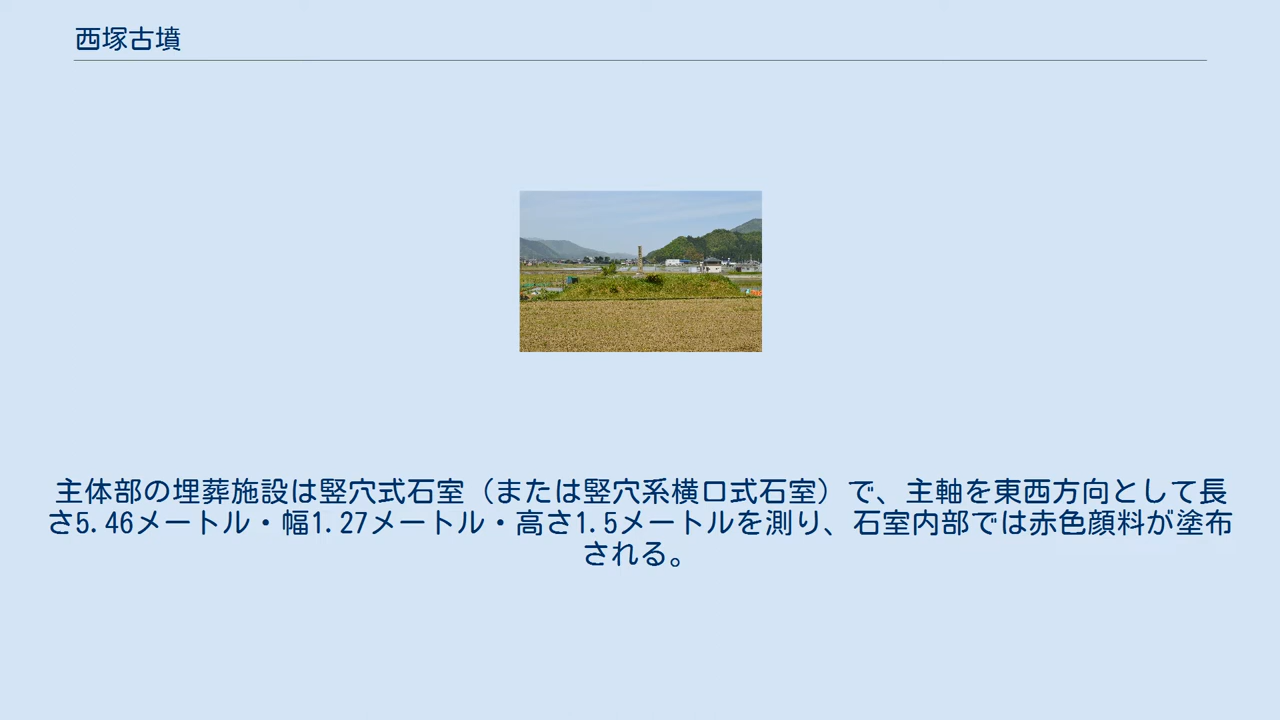 西塚古墳
主体部の埋葬施設は竪穴式石室（または竪穴系横口式石室）で、主軸を東西方向として長
さ5.46メートル・幅1.27メートル・高さ1.5メートルを測り、石室内部では赤色顔料が塗布
される。